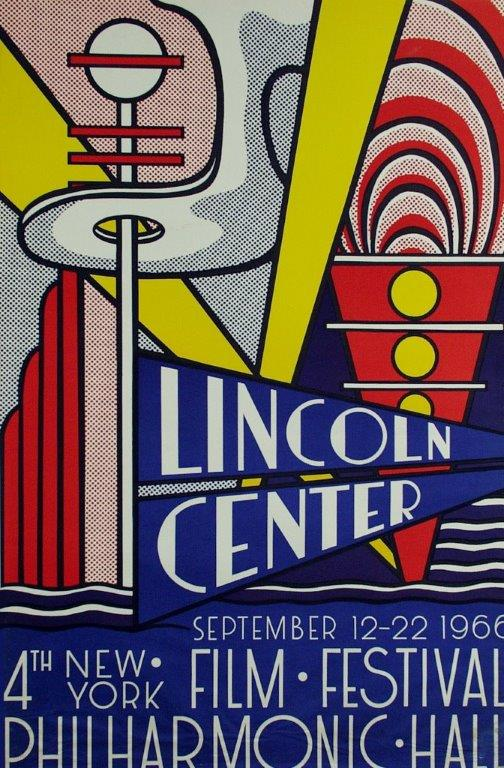 LINCOLN
CENTER
SEPTEMBER 12-22 1966
4TH NEW• YORK FILM•FESTIVAL
PHILHARMONIC•HALL